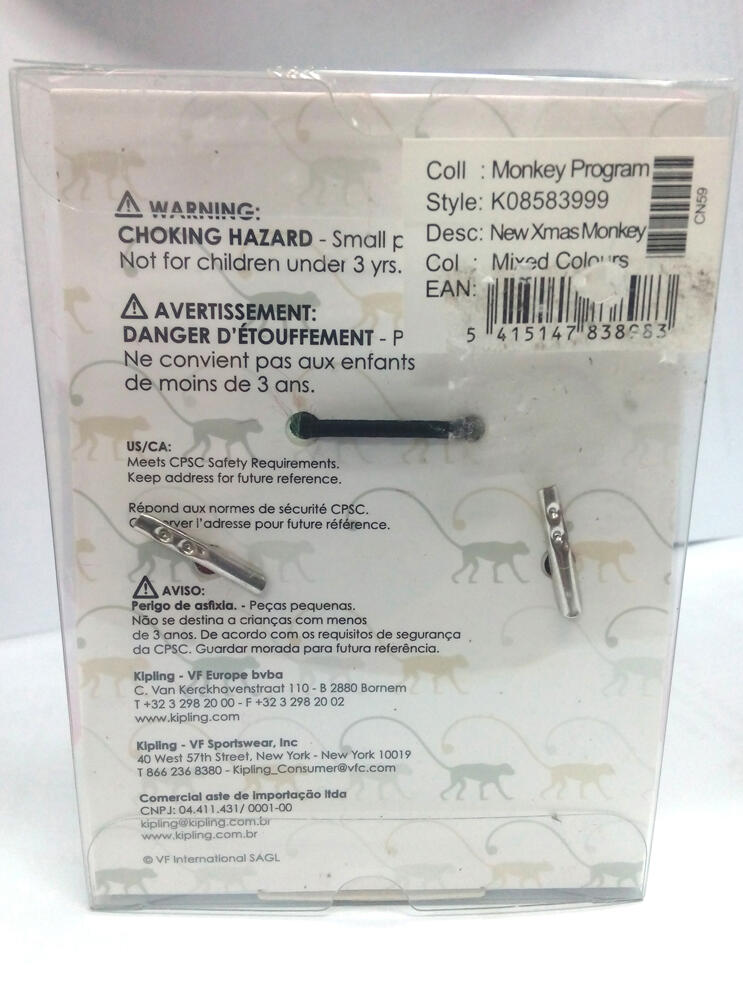 Coll : Monkey Program
Style: K08583999
Desc: New Xmas Monkey
Col : Mixed Colours
EAN:
5 415147 838983
CN59
WARNING:
CHOKING HAZARD - Small p
Not for children under 3 yrs.
AVERTISSEMENT:
DANGER D'ÉTOUFFEMENT - P
Ne convient pas aux enfants
de moins de 3 ans.
US/CA:
Meets CPSC Safety Requirements.
Keep address for future reference.
Répond aux normes de sécurité CPSC.
l'adresse pour future référence.
AVISO:
Perigo de asfixia. - Peças pequenas.
Não se destina a crianças com menos
de 3 anos. De acordo com os requisitos de segurança
da CPSC. Guardar morada para futura referência.
Kipling - VF Europe bvba
C. Van Kerckhovenstraat 110 - B 2880 Bornem
T +32 3 298 20 00 - F +32 3 298 20 02
www.kipling.com
Kipling - VF Sportswear, Inc
40 West 57th Street, New York - New York 10019
T 866 236 8380 - Kipling_Consumer@vfc.com
Comercial aste de importação ltda
CNPJ: 04.411.431/ 0001-00
kipling@kipling.com.br
www.kipling.com.br
© VF International SAGL